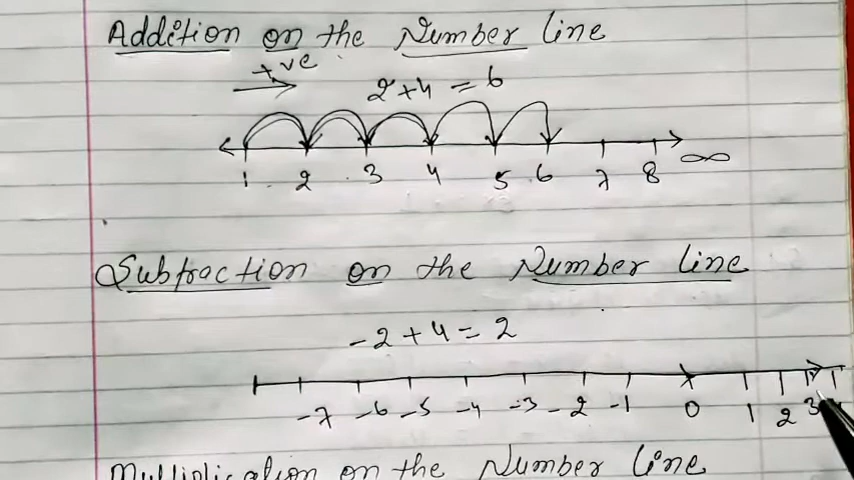 Addition on the Number line
+ve
2+4 = 6
1 2 3 4 5 6 7 8 ∞
Subtraction on the Number line
-2+4=2
-7 -6 -5 -4 -3 -2 -1 0 1 2 3
Multiplication on the Number line